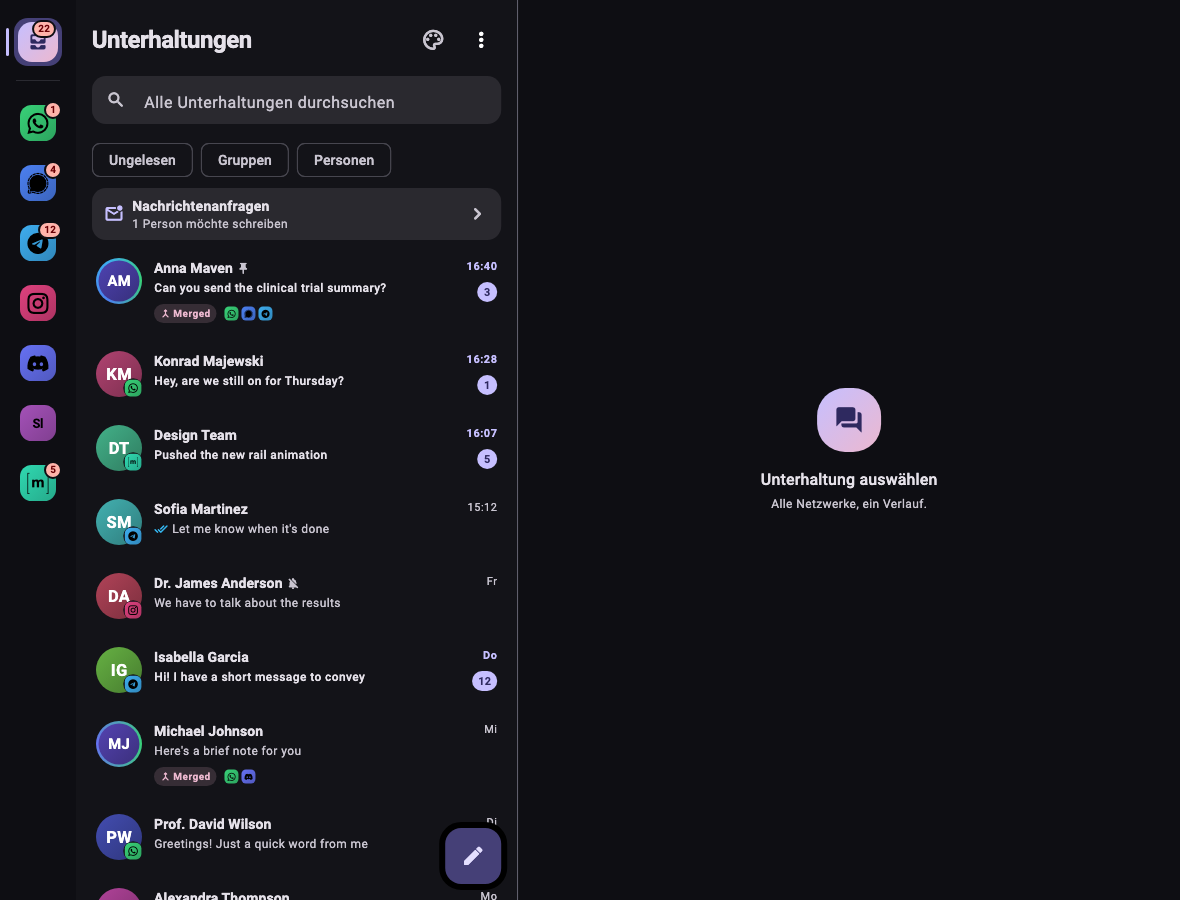 22
Unterhaltungen
Alle Unterhaltungen durchsuchen
1
Ungelesen Gruppen Personen
4
Nachrichtenanfragen
1 Person möchte schreiben
12
AM Anna Maven 16:40
Can you send the clinical trial summary? 3
Merged
KM Konrad Majewski 16:28
Hey, are we still on for Thursday? 1
SI
DT Design Team 16:07
Pushed the new rail animation 5
[m] 5
[m]
SM Sofia Martinez 15:12
Let me know when it's done
DA Dr. James Anderson Fr
We have to talk about the results
IG Isabella Garcia Do
Hi! I have a short message to convey 12
MJ Michael Johnson Mi
Here's a brief note for you
Merged
PW Prof. David Wilson Di
Greetings! Just a quick word from me
Alexandra Thompson Mo
Unterhaltung auswählen
Alle Netzwerke, ein Verlauf.